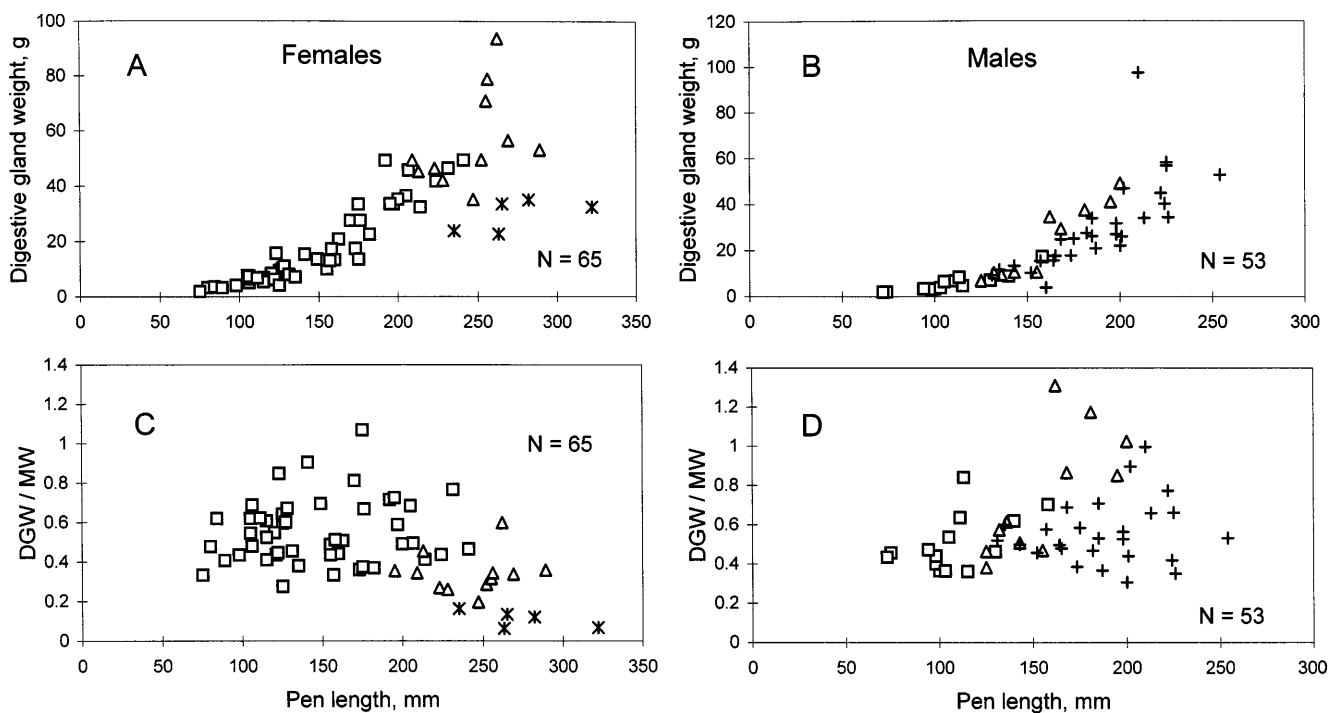 A Females
Digestive gland weight, g
100
80
60
40
20
0
0 50 100 150 200 250 300 350
N = 65
B Males
Digestive gland weight, g
120
100
80
60
40
20
0
0 50 100 150 200 250 300
N = 53
C
DGW / MW
1.4
1.2
1
0.8
0.6
0.4
0.2
0
0 50 100 150 200 250 300 350
N = 65
Pen length, mm
D
DGW / MW
1.4
1.2
1
0.8
0.6
0.4
0.2
0
0 50 100 150 200 250 300
N = 53
Pen length, mm